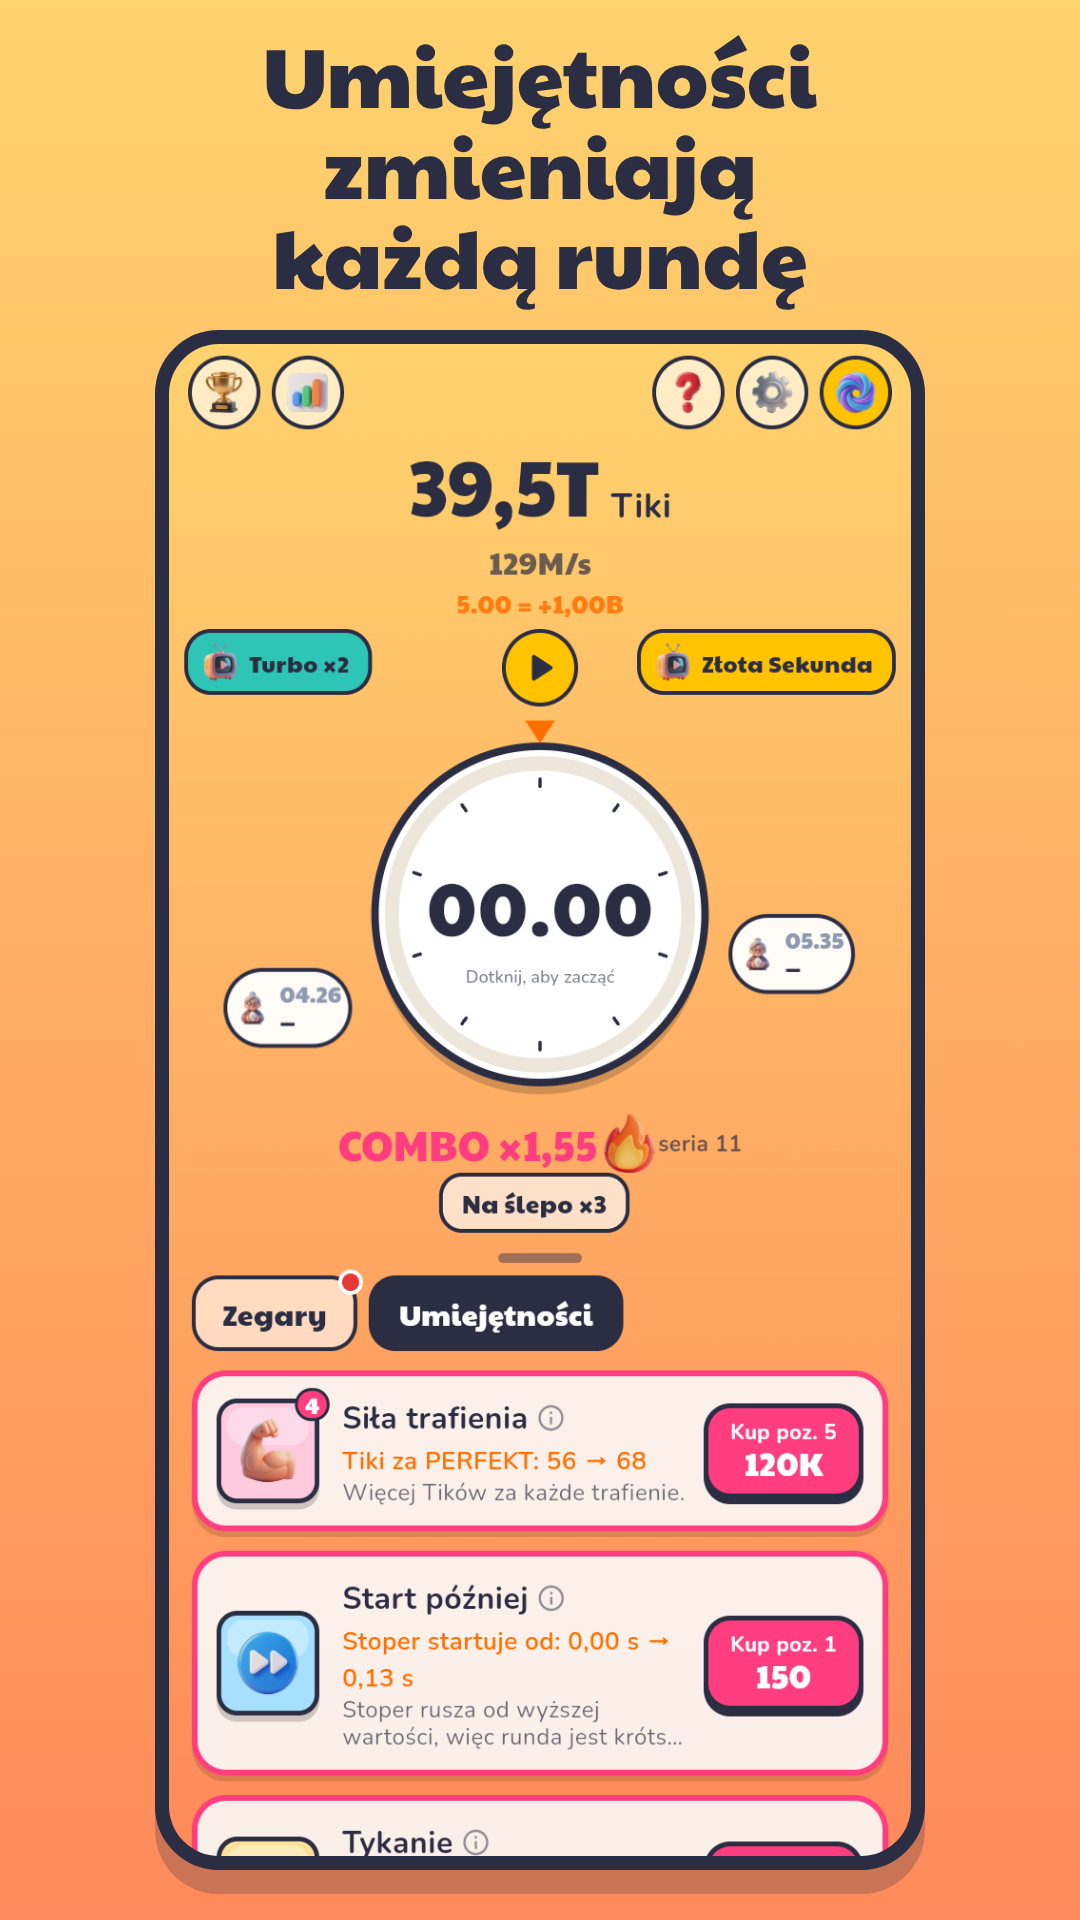 Umiejętności
zmieniają
każdą rundę
39,5T Tiki
129M/s
5.00 = +1,00B
Turbo ×2
Złota Sekunda
00.00
Dotknij, aby zacząć
05.35
–
04.26
–
COMBO ×1,55 seria 11
Na ślepo ×3
Zegary
Umiejętności
4
Siła trafienia
Tiki za PERFEKT: 56 → 68
Więcej Tików za każde trafienie.
Kup poz. 5
120K
Start później
Stoper startuje od: 0,00 s →
0,13 s
Stoper rusza od wyższej
wartości, więc runda jest króts...
Kup poz. 1
150
Tykanie